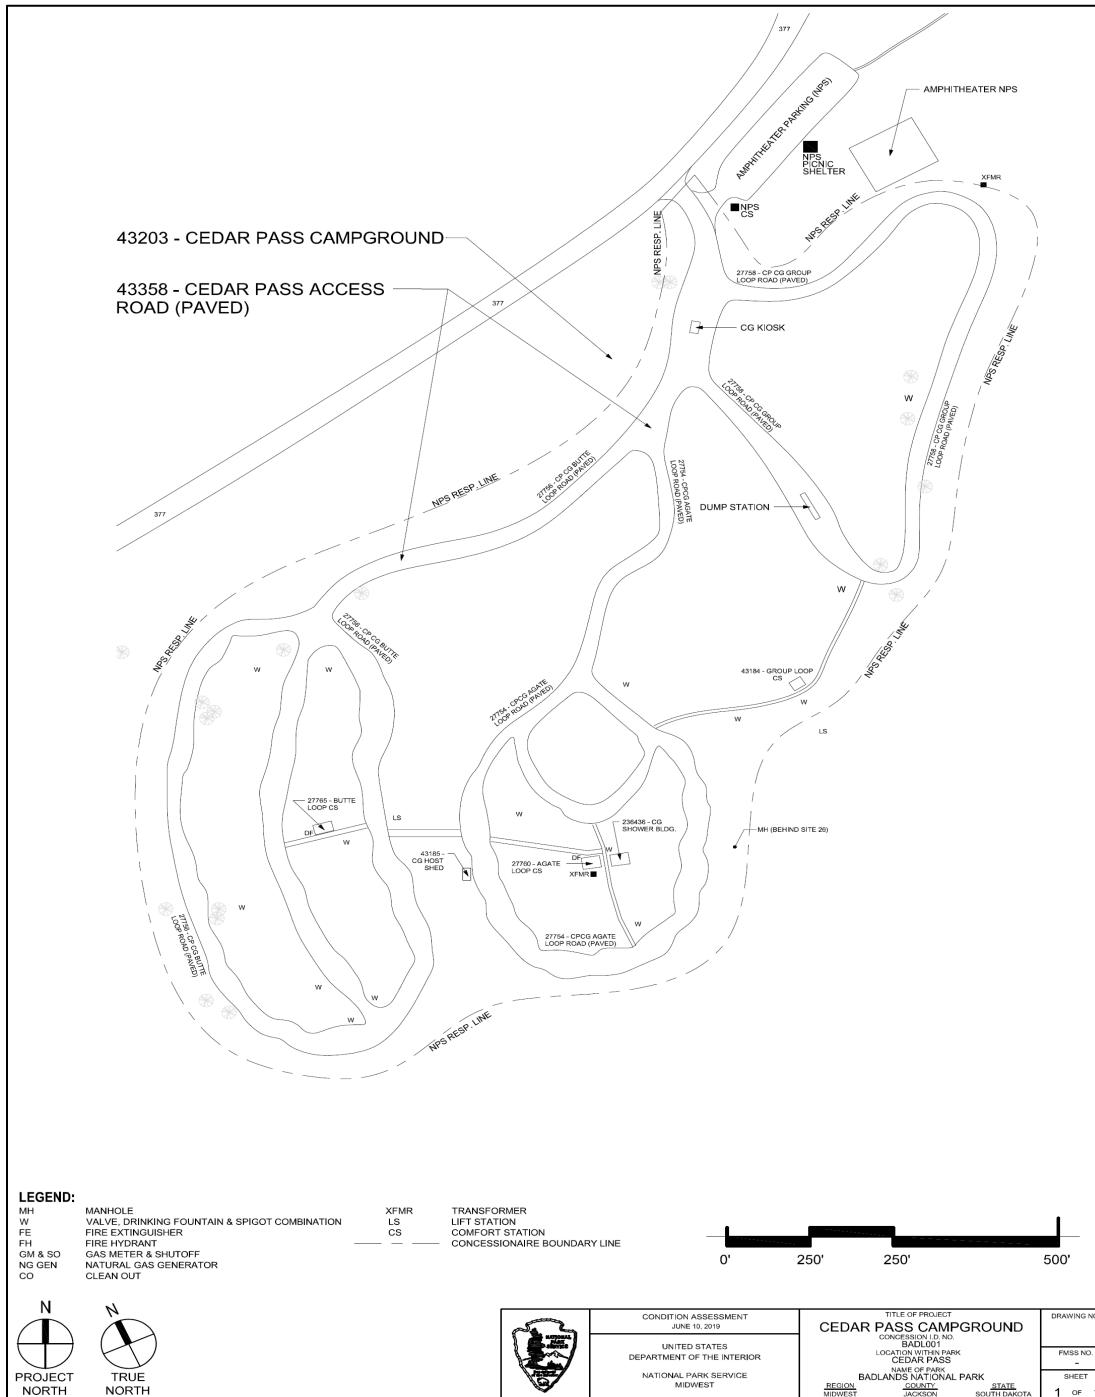 377
AMPHITHEATER PARKING (NPS)
AMPHITHEATER NPS
NPS
PICNIC
SHELTER
XFMR
NPS
CS
NPS RESP. LINE
NPS RESP. LINE
43203 - CEDAR PASS CAMPGROUND
27758 - CP CG GROUP
LOOP ROAD (PAVED)
43358 - CEDAR PASS ACCESS
ROAD (PAVED)
377
CG KIOSK
NPS RESP. LINE
27758 - CP CG GROUP
LOOP ROAD (PAVED)
W
27758 - CP CG GROUP
LOOP ROAD (PAVED)
27756 - CP CG BUTTE
LOOP ROAD (PAVED)
27754 - CPCG AGATE
LOOP ROAD (PAVED)
NPS RESP. LINE
DUMP STATION
377
W
NPS RESP. LINE
27756 - CP CG BUTTE
LOOP ROAD (PAVED)
NPS RESP. LINE
W
W
43184 - GROUP LOOP
CS
W
27754 - CPCG AGATE
LOOP ROAD (PAVED)
W
W
LS
27765 - BUTTE
LOOP CS
DF
W
LS
W
236436 - CG
SHOWER BLDG.
MH (BEHIND SITE 26)
43185 -
CG HOST
SHED
27760 - AGATE
LOOP CS
DF
W
XFMR
W
27756 - CP CG BUTTE
LOOP ROAD (PAVED)
W
27754 - CPCG AGATE
LOOP ROAD (PAVED)
W
W
W
NPS RESP. LINE
LEGEND:
MH MANHOLE
W VALVE, DRINKING FOUNTAIN & SPIGOT COMBINATION
FE FIRE EXTINGUISHER
FH FIRE HYDRANT
GM & SO GAS METER & SHUTOFF
NG GEN NATURAL GAS GENERATOR
CO CLEAN OUT
XFMR TRANSFORMER
LS LIFT STATION
CS COMFORT STATION
CONCESSIONAIRE BOUNDARY LINE
0' 250' 250' 500'
N
PROJECT
NORTH
N
TRUE
NORTH
NATIONAL
PARK
SERVICE
CONDITION ASSESSMENT
JUNE 10, 2019
UNITED STATES
DEPARTMENT OF THE INTERIOR
NATIONAL PARK SERVICE
MIDWEST
TITLE OF PROJECT
CEDAR PASS CAMPGROUND
CONCESSION I.D. NO.
BADL001
LOCATION WITHIN PARK
CEDAR PASS
NAME OF PARK
BADLANDS NATIONAL PARK
REGION COUNTY STATE
MIDWEST JACKSON SOUTH DAKOTA
DRAWING NO
FMSS NO.
-
SHEET
1 OF